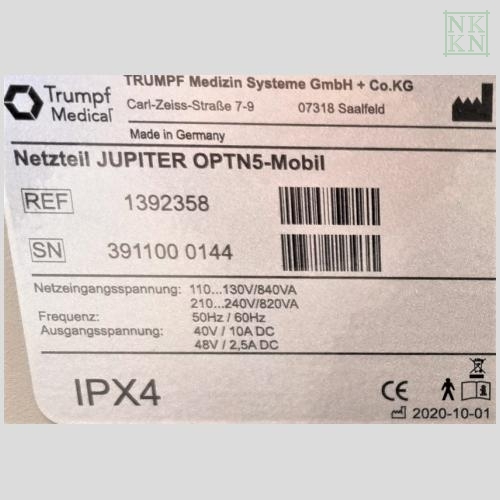 NK
KN
TRUMPF Medizin Systeme GmbH + Co.KG
Trumpf
Medical
Carl-Zeiss-Straße 7-9 07318 Saalfeld
Made in Germany
Netzteil JUPITER OPTN5-Mobil
REF 1392358
SN 391100 0144
Netzeingangsspannung: 110...130V/840VA
210...240V/820VA
Frequenz: 50Hz / 60Hz
Ausgangsspannung: 40V / 10A DC
48V / 2,5A DC
IPX4
CE
2020-10-01